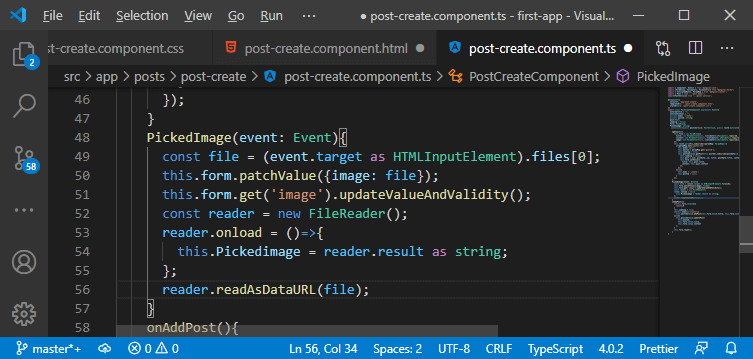 File Edit Selection View Go Run ··· ● post-create.component.ts - first-app - Visual...
st-create.component.css post-create.component.html ● post-create.component.ts ●
src > app > posts > post-create > post-create.component.ts > PostCreateComponent > PickedImage
46 });
47 }
48 PickedImage(event: Event){
49 const file = (event.target as HTMLInputElement).files[0];
50 this.form.patchValue({image: file});
51 this.form.get('image').updateValueAndValidity();
52 const reader = new FileReader();
53 reader.onload = ()=>{
54 this.Pickedimage = reader.result as string;
55 };
56 reader.readAsDataURL(file);
57 }
58 onAddPost(){
2
58
master*+ 0 0 Ln 56, Col 34 Spaces: 2 UTF-8 CRLF TypeScript 4.0.2 Prettier